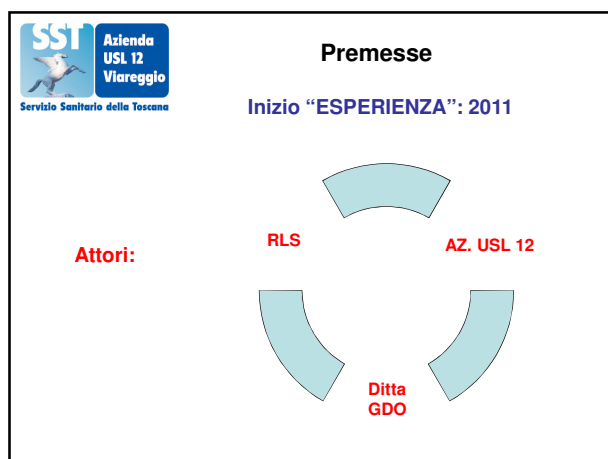 SST
Azienda
USL 12
Viareggio
Servizio Sanitario della Toscana
Premesse
Inizio “ESPERIENZA”: 2011
Attori:
RLS
AZ. USL 12
Ditta
GDO